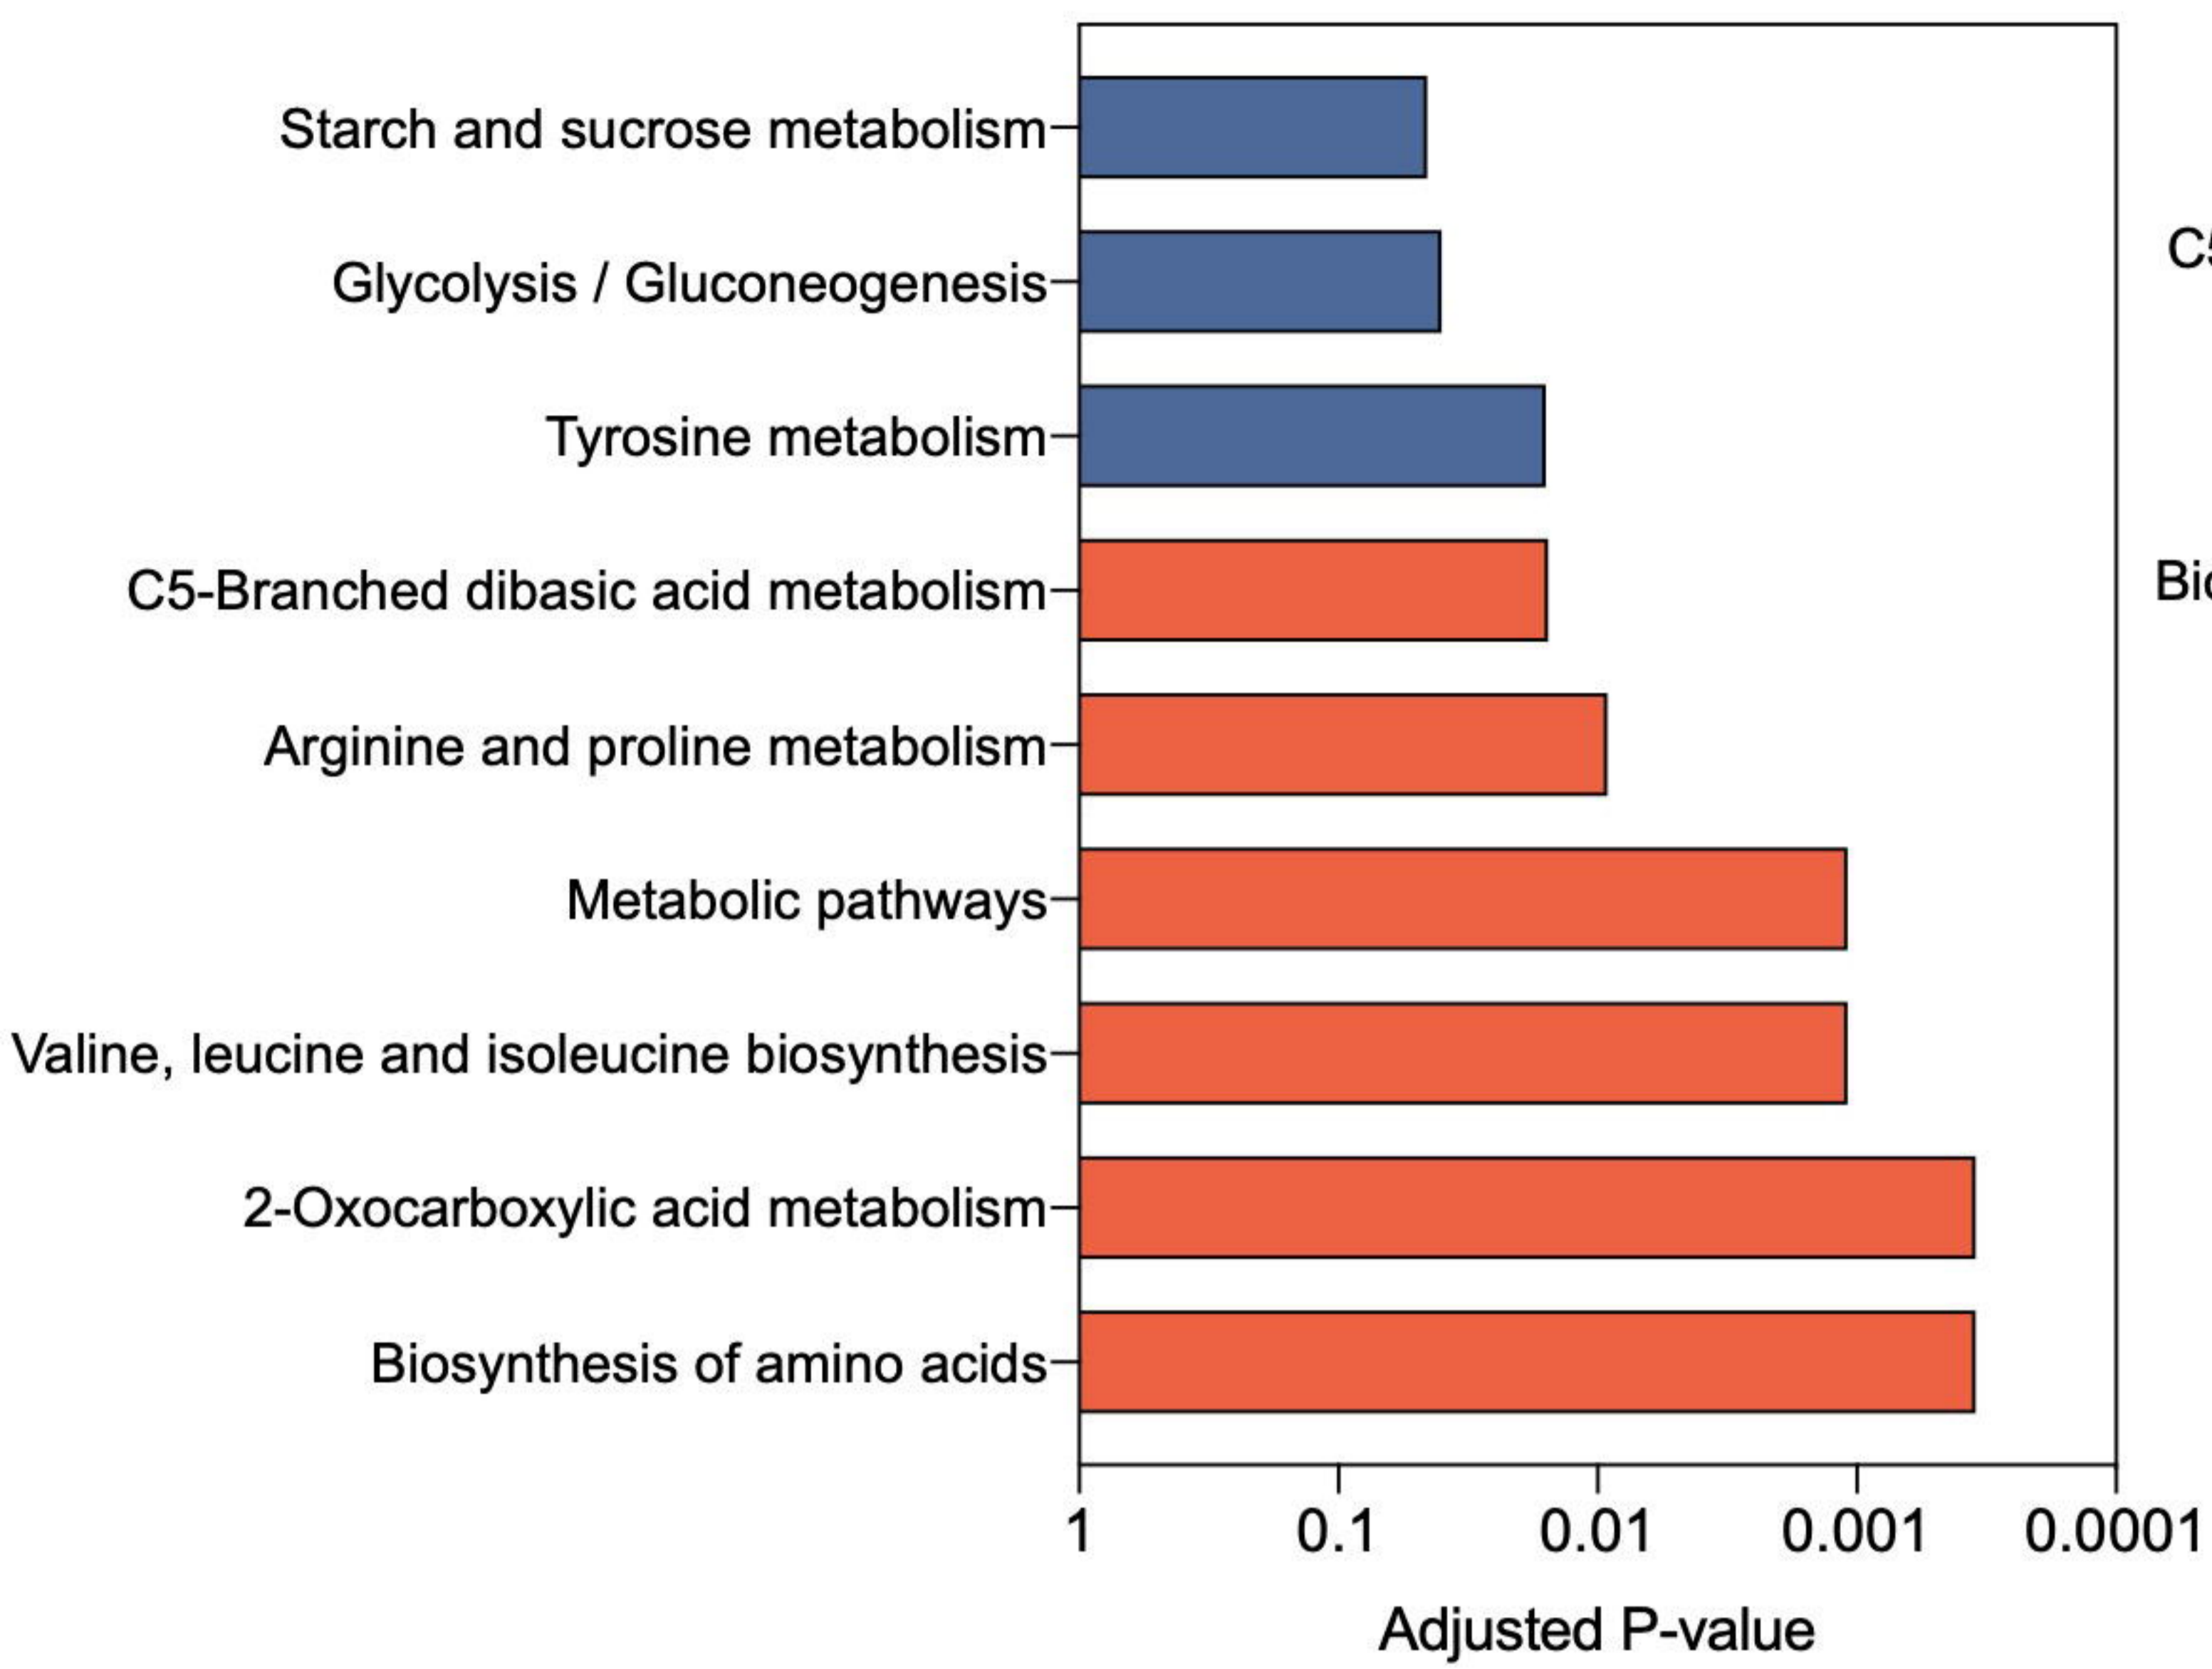 Starch and sucrose metabolism
Glycolysis / Gluconeogenesis
Tyrosine metabolism
C5-Branched dibasic acid metabolism
Arginine and proline metabolism
Metabolic pathways
Valine, leucine and isoleucine biosynthesis
2-Oxocarboxylic acid metabolism
Biosynthesis of amino acids
1 0.1 0.01 0.001 0.0001
Adjusted P-value